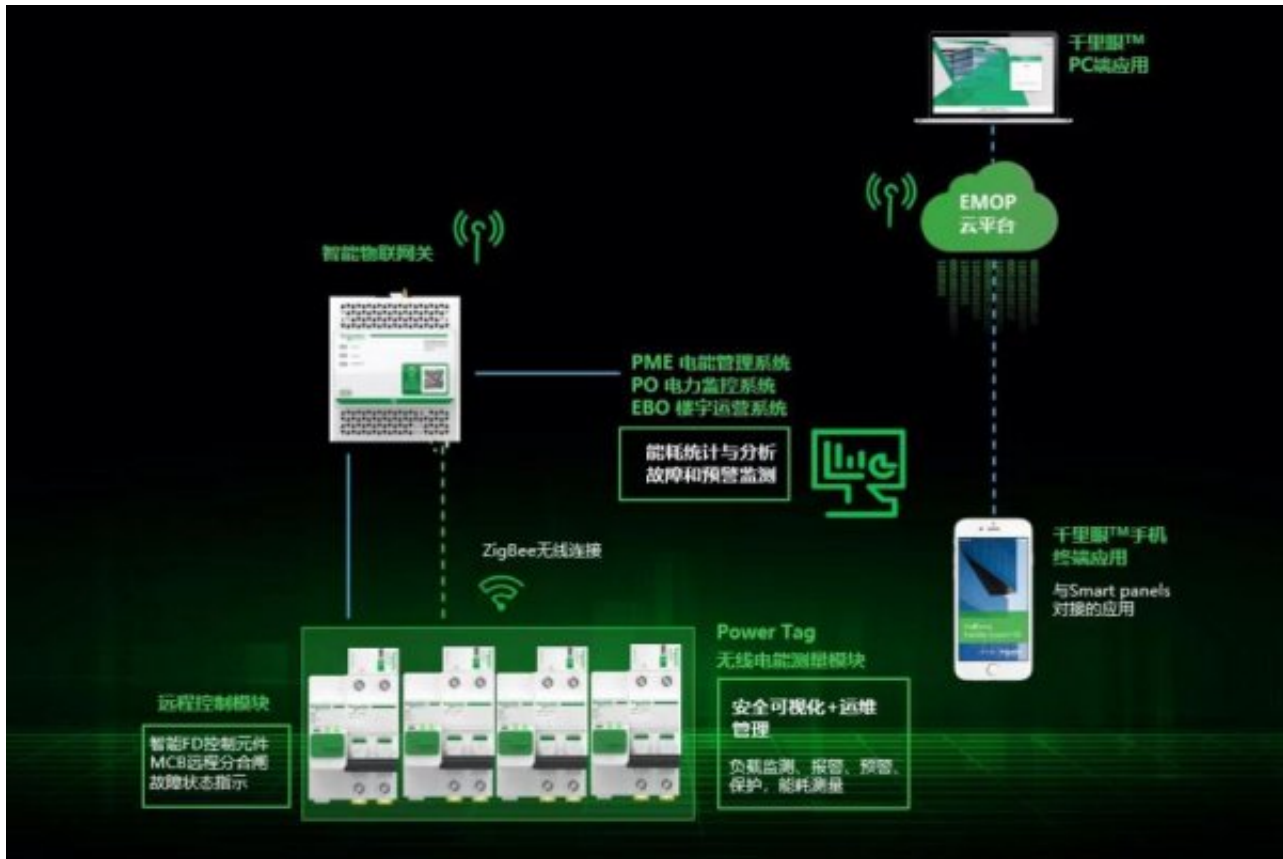 千里眼™
PC端应用
EMOP
云平台
智能物联网关
PME 电能管理系统
PO 电力监控系统
EBO 楼宇运营系统
能耗统计与分析
故障和预警监测
ZigBee无线连接
千里眼™手机
终端应用
与Smart panels
对接的应用
Power Tag
无线电能测量模块
远程控制模块
安全可视化+运维
管理
智能FD控制元件
MCB远程分合闸
故障状态指示
负载监测、报警、预警、
保护，能耗测量